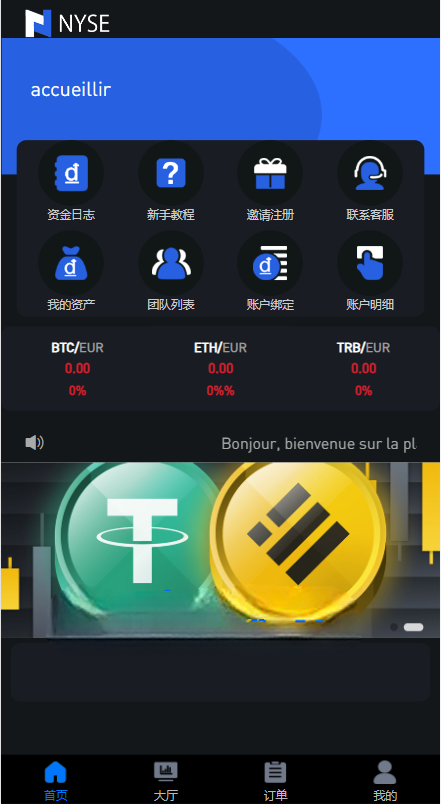 NYSE
accueillir
资金日志 新手教程 邀请注册 联系客服
我的资产 团队列表 账户绑定 账户明细
BTC/EUR ETH/EUR TRB/EUR
0.00 0.00 0.00
0% 0%% 0%
Bonjour, bienvenue sur la pl
首页 大厅 订单 我的